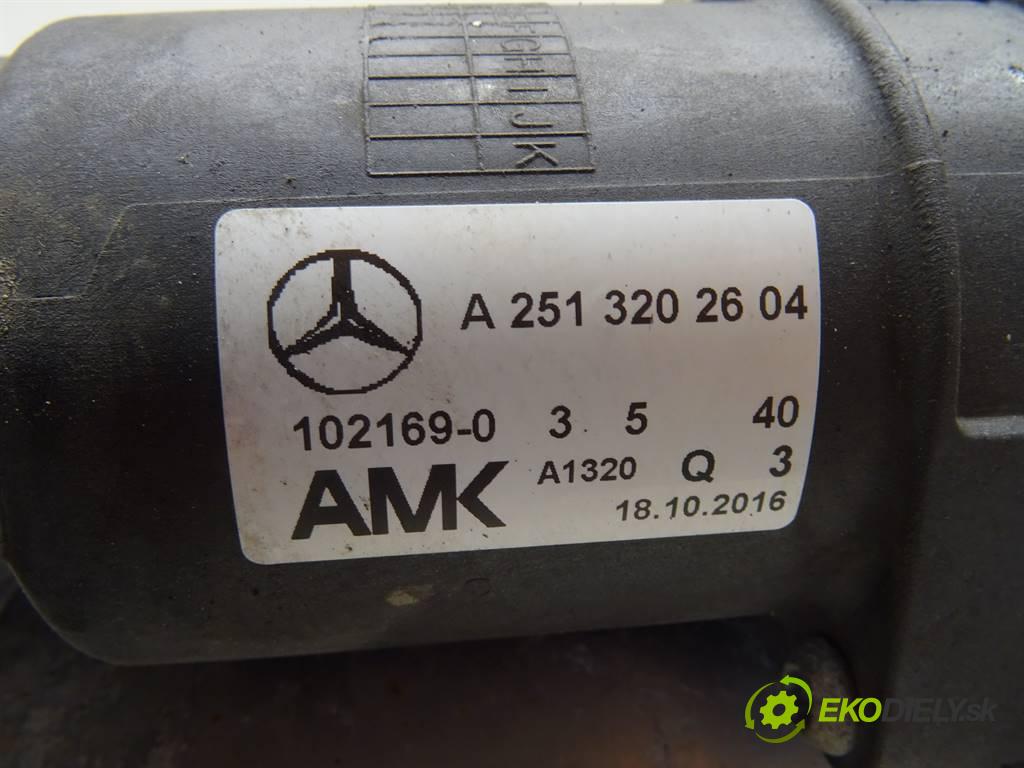 F G H I J K
A 251 320 26 04
102169-0 3 5 40
AMK A1320 Q 3
18.10.2016
EKODIELY.sk